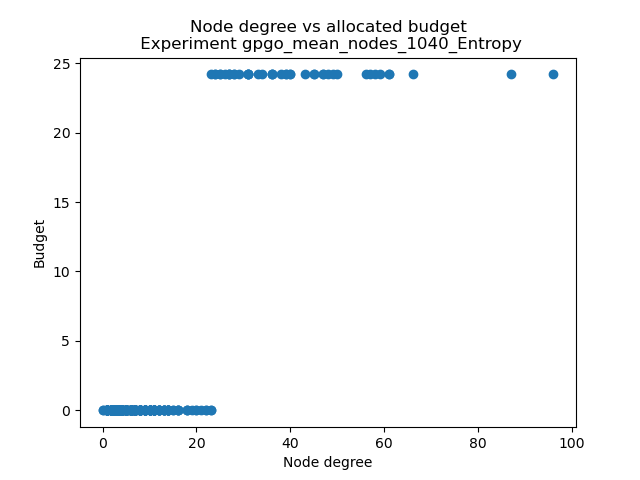 Node degree vs allocated budget
Experiment gpgo_mean_nodes_1040_Entropy
25
20
15
10
5
0
Budget
0 20 40 60 80 100
Node degree